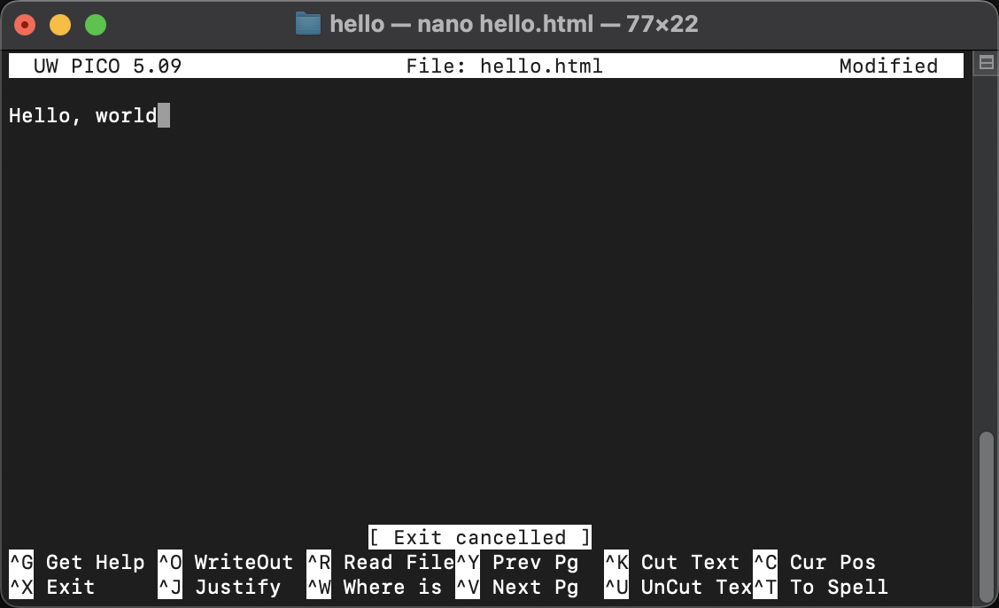 hello — nano hello.html — 77×22
UW PICO 5.09 File: hello.html Modified
Hello, world
[ Exit cancelled ]
^G Get Help ^O WriteOut ^R Read File^Y Prev Pg ^K Cut Text ^C Cur Pos
^X Exit ^J Justify ^W Where is ^V Next Pg ^U UnCut Tex^T To Spell